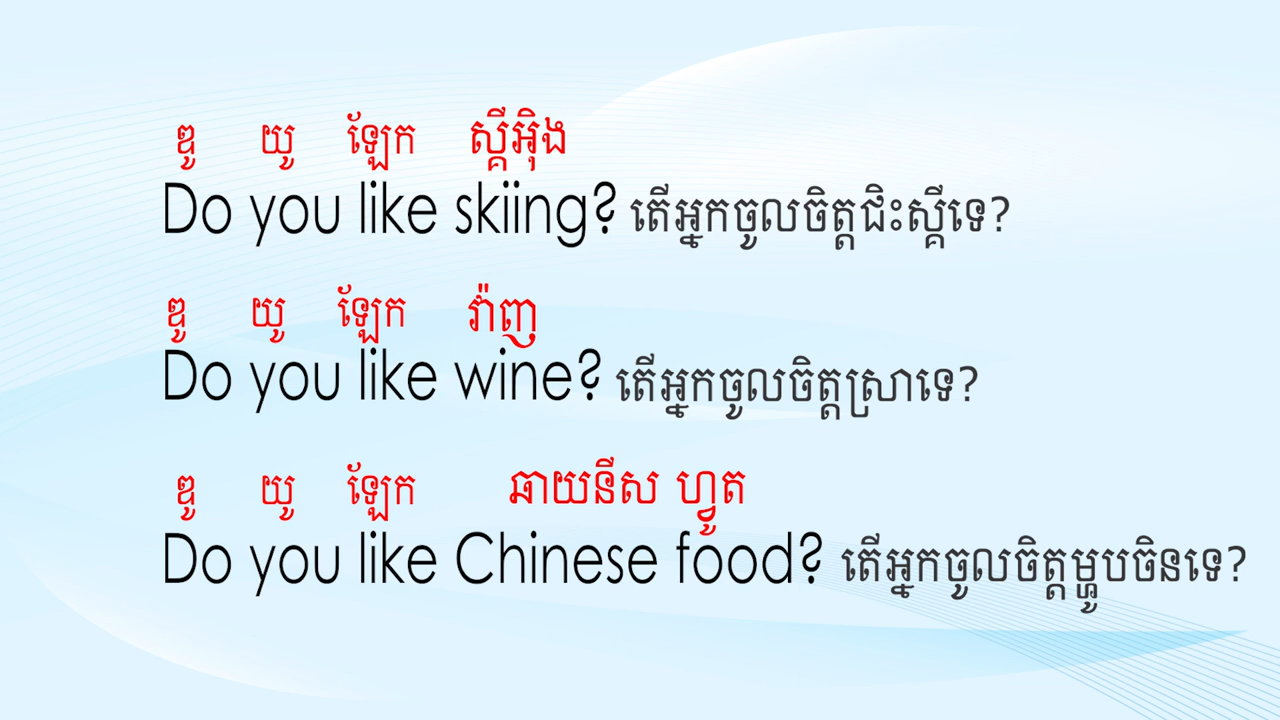 ឌូ យូ ឡែក ស្គីអ៊ិង
Do you like skiing? តើអ្នកចូលចិត្តជិះស្គីទេ?
ឌូ យូ ឡែក វ៉ាញ
Do you like wine? តើអ្នកចូលចិត្តស្រាទេ?
ឌូ យូ ឡែក ឆាយនីស ហ្វូត
Do you like Chinese food? តើអ្នកចូលចិត្តម្ហូបចិនទេ?